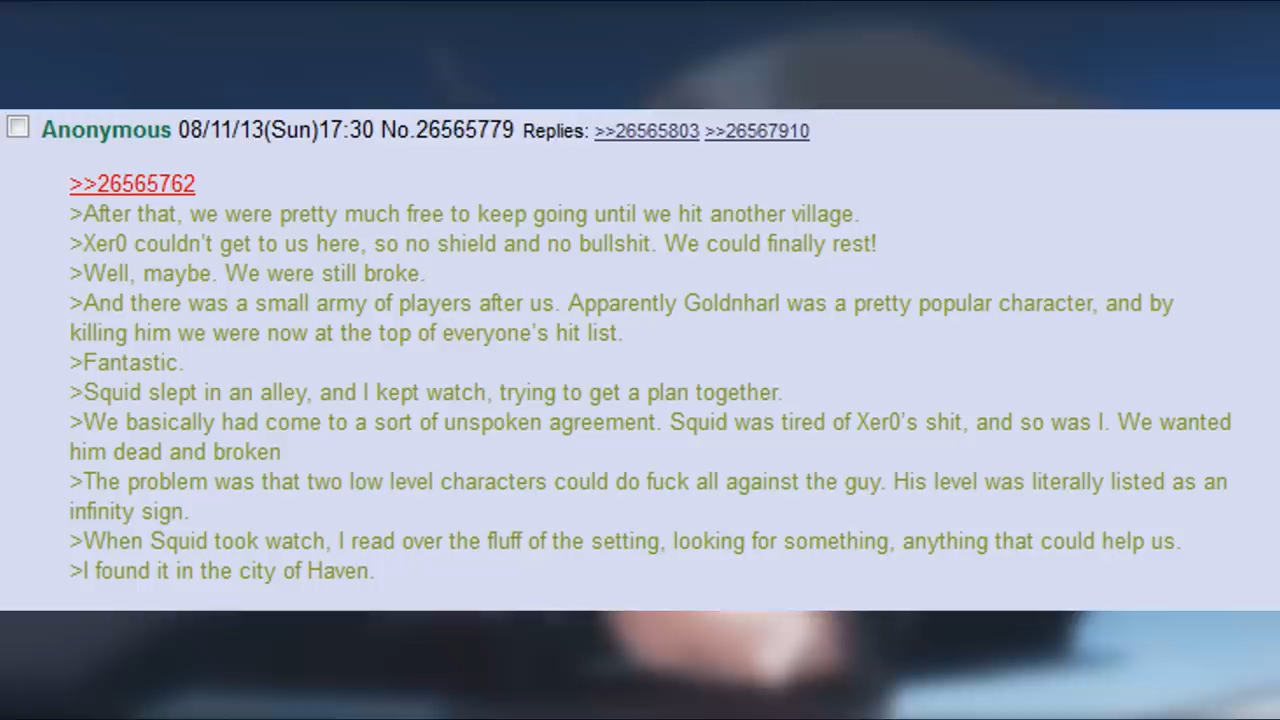 Anonymous 08/11/13(Sun)17:30 No.26565779 Replies: >>26565803 >>26567910
>>26565762
>After that, we were pretty much free to keep going until we hit another village.
>Xer0 couldn't get to us here, so no shield and no bullshit. We could finally rest!
>Well, maybe. We were still broke.
>And there was a small army of players after us. Apparently Goldnharl was a pretty popular character, and by
killing him we were now at the top of everyone's hit list.
>Fantastic.
>Squid slept in an alley, and I kept watch, trying to get a plan together.
>We basically had come to a sort of unspoken agreement. Squid was tired of Xer0's shit, and so was I. We wanted
him dead and broken
>The problem was that two low level characters could do fuck all against the guy. His level was literally listed as an
infinity sign.
>When Squid took watch, I read over the fluff of the setting, looking for something, anything that could help us.
>I found it in the city of Haven.